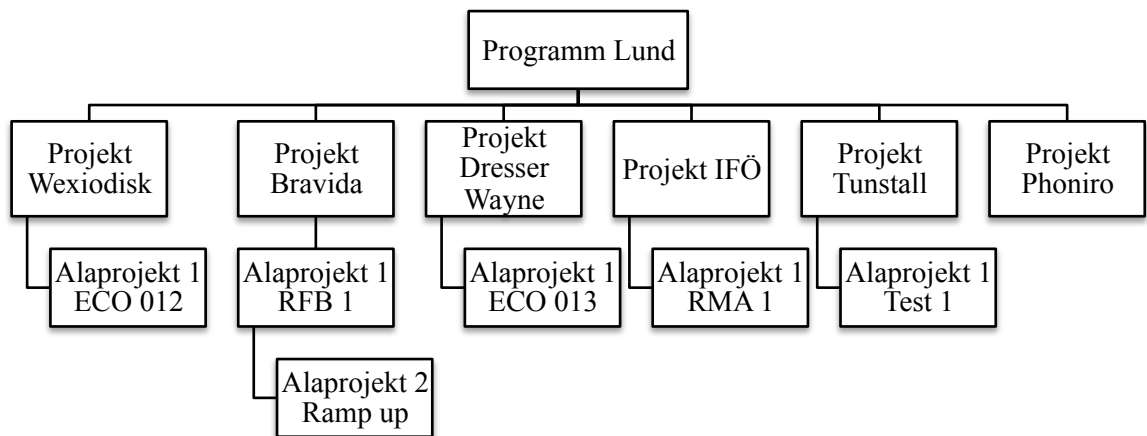 Programm Lund
Projekt
Wexiodisk
Projekt
Bravida
Projekt
Dresser
Wayne
Projekt IFÖ
Projekt
Tunstall
Projekt
Phoniro
Alaprojekt 1
ECO 012
Alaprojekt 1
RFB 1
Alaprojekt 1
ECO 013
Alaprojekt 1
RMA 1
Alaprojekt 1
Test 1
Alaprojekt 2
Ramp up